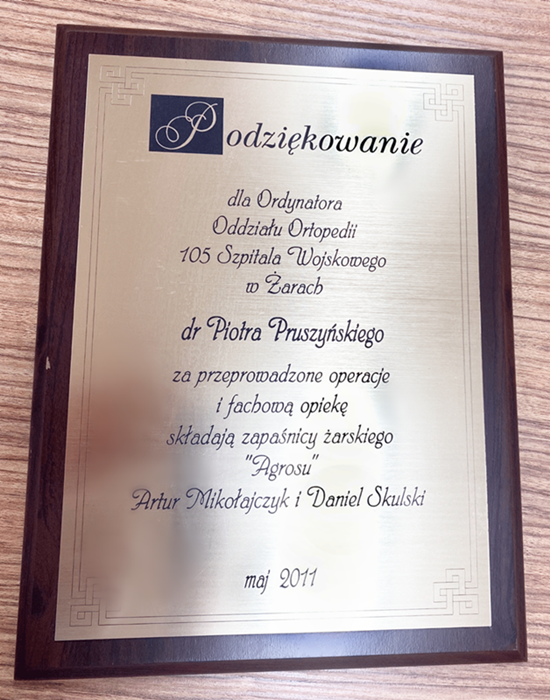 Podziękowanie
dla Ordynatora
Oddziału Ortopedii
105 Szpitala Wojskowego
w Żarach
dr Piotra Pruszyńskiego
za przeprowadzone operacje
i fachową opiekę
składają zapaśnicy żarskiego
"Agrosu"
Artur Mikołajczyk i Daniel Skulski
maj 2011